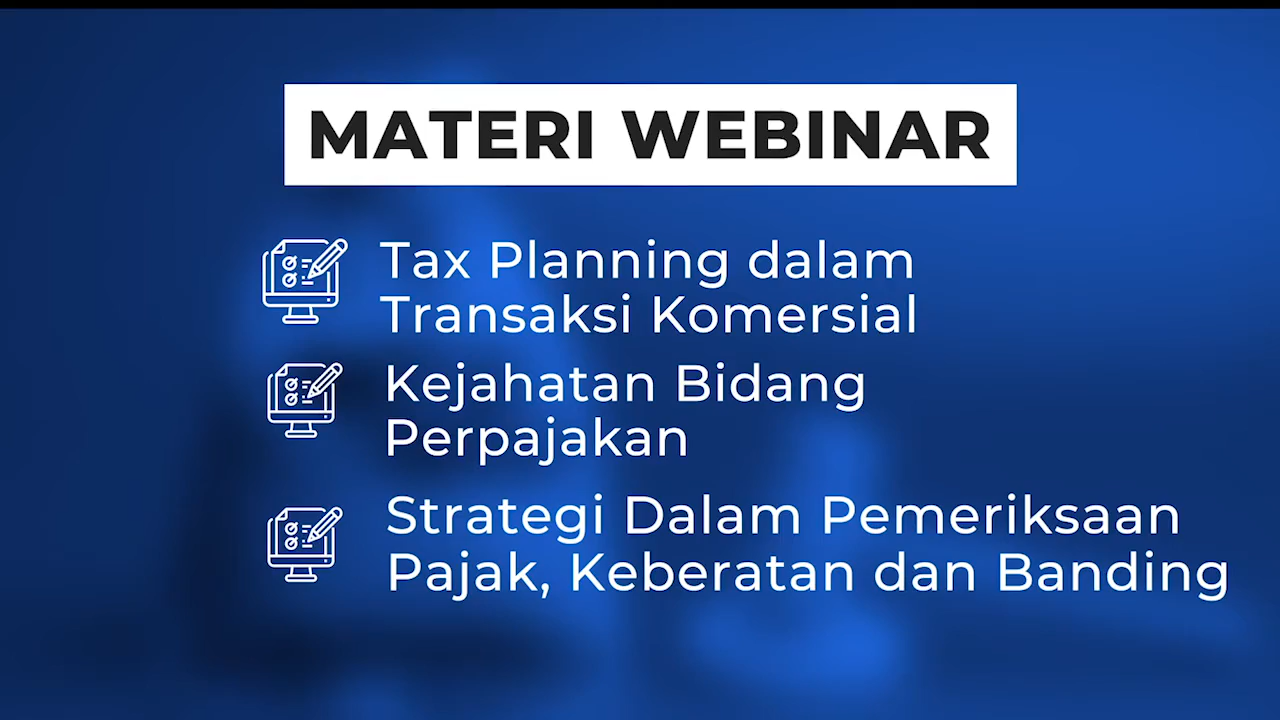 MATERI WEBINAR
Tax Planning dalam
Transaksi Komersial
Kejahatan Bidang
Perpajakan
Strategi Dalam Pemeriksaan
Pajak, Keberatan dan Banding